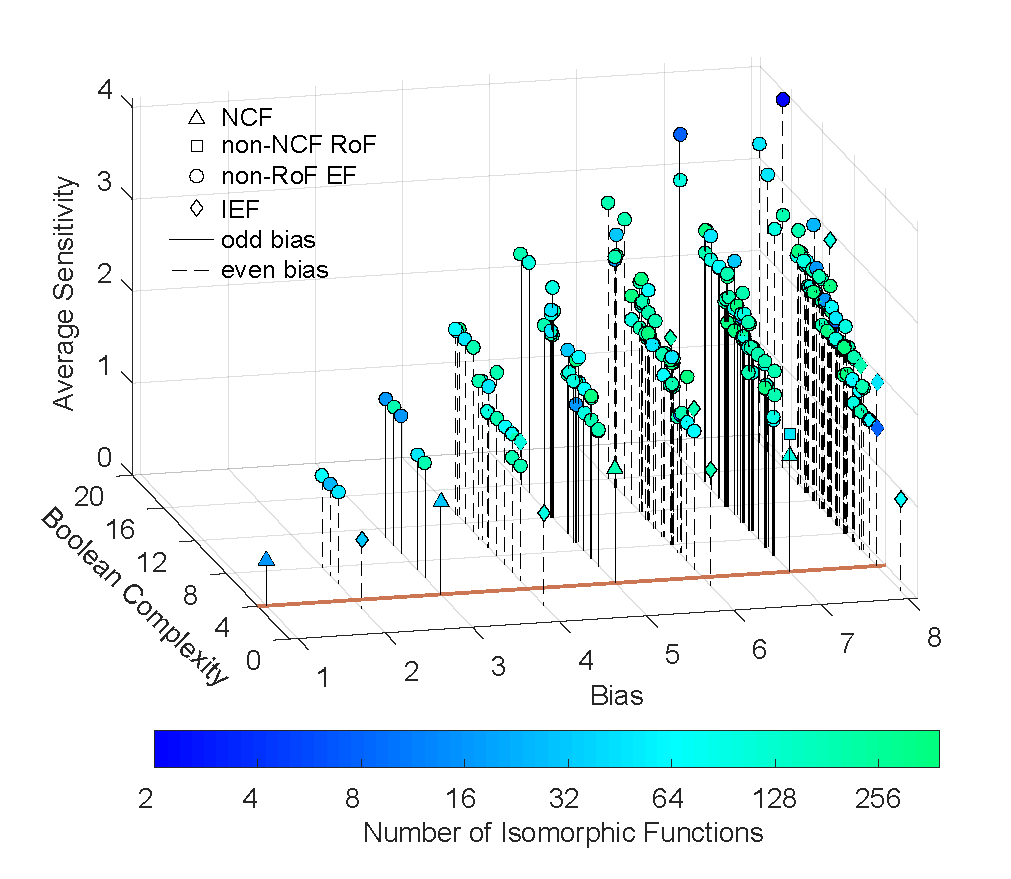 4
3
2
1
0
Average Sensitivity
NCF
non-NCF RoF
non-RoF EF
IEF
odd bias
even bias
20
16
12
8
4
0
Boolean Complexity
1
2
3
4
5
6
7
8
Bias
2 4 8 16 32 64 128 256
Number of Isomorphic Functions